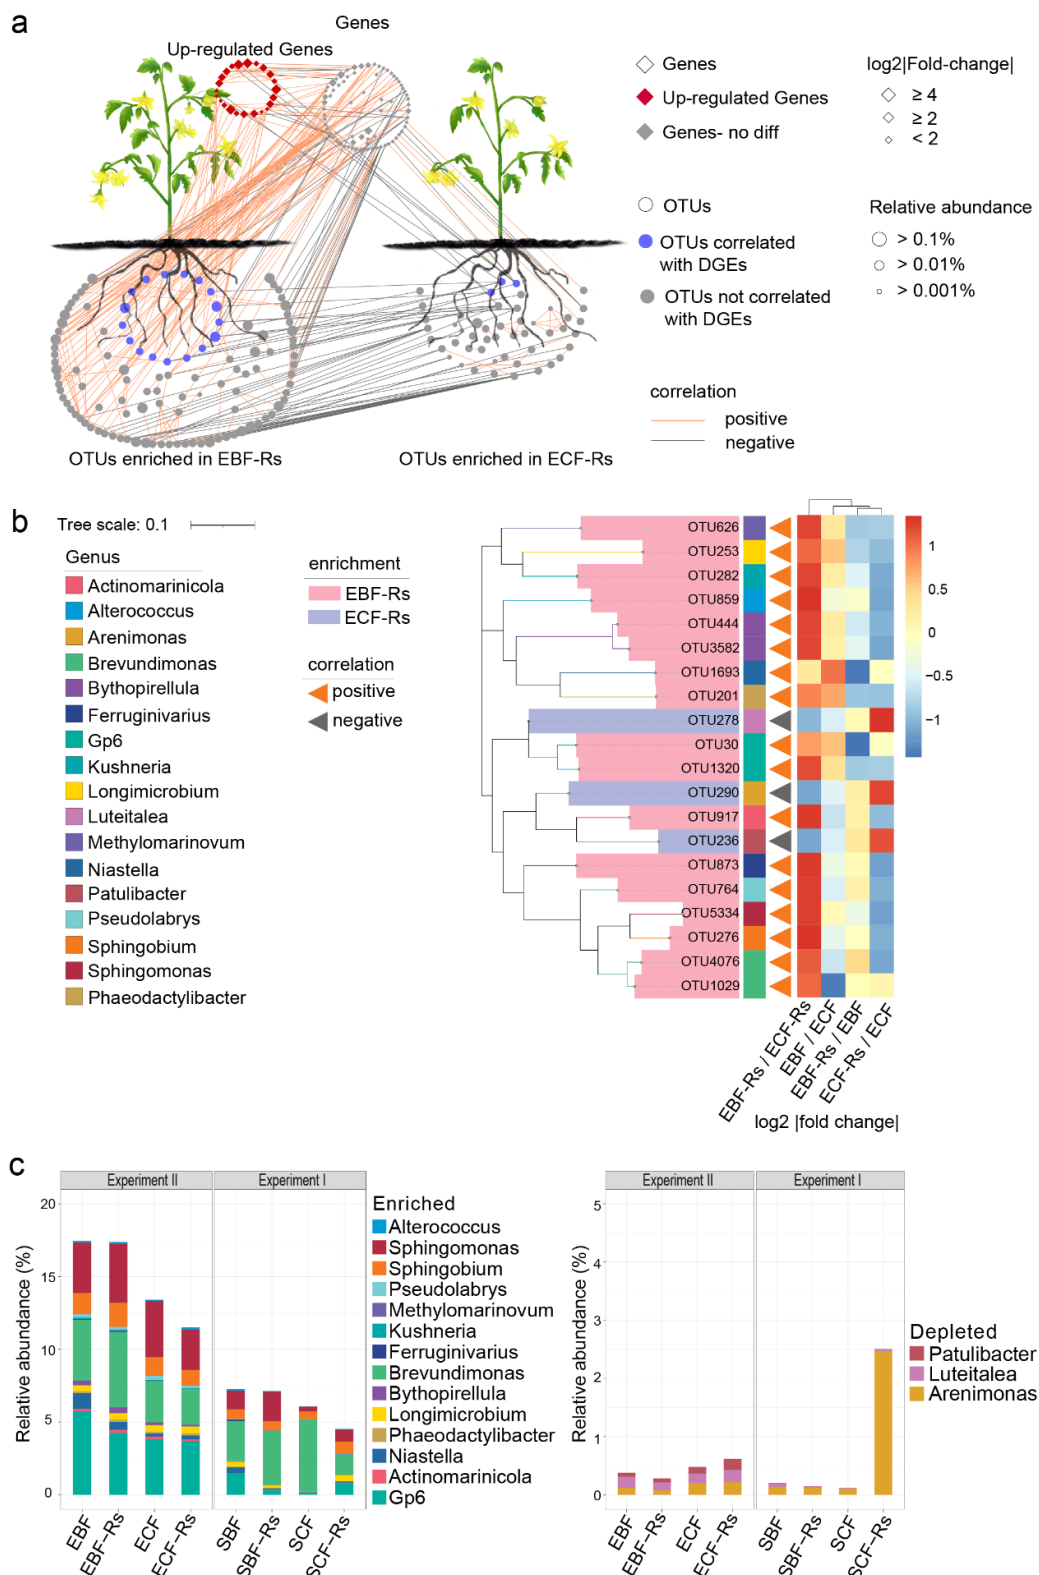 a
Genes
Up-regulated Genes
Genes
Up-regulated Genes
Genes- no diff
log2|Fold-change|
≥ 4
≥ 2
< 2
OTUs
OTUs correlated
with DGEs
OTUs not correlated
with DGEs
Relative abundance
> 0.1%
> 0.01%
> 0.001%
correlation
positive
negative
OTUs enriched in EBF-Rs
OTUs enriched in ECF-Rs
b
Tree scale: 0.1
Genus
Actinomarinicola
Alterococcus
Arenimonas
Brevundimonas
Bythopirellula
Ferruginivarius
Gp6
Kushneria
Longimicrobium
Luteitalea
Methylomarinovum
Niastella
Patulibacter
Pseudolabrys
Sphingobium
Sphingomonas
Phaeodactylibacter
enrichment
EBF-Rs
ECF-Rs
correlation
positive
negative
OTU626
OTU253
OTU282
OTU859
OTU444
OTU3582
OTU1693
OTU201
OTU278
OTU30
OTU1320
OTU290
OTU917
OTU236
OTU873
OTU764
OTU5334
OTU276
OTU4076
OTU1029
1
0.5
0
−0.5
−1
EBF-Rs / ECF-Rs
EBF / ECF
EBF-Rs / EBF
ECF-Rs / ECF
log2 |fold change|
c
Experiment II
Experiment I
Relative abundance (%)
20
15
10
5
0
EBF
EBF−Rs
ECF
ECF−Rs
SBF
SBF−Rs
SCF
SCF−Rs
Enriched
Alterococcus
Sphingomonas
Sphingobium
Pseudolabrys
Methylomarinovum
Kushneria
Ferruginivarius
Brevundimonas
Bythopirellula
Longimicrobium
Phaeodactylibacter
Niastella
Actinomarinicola
Gp6
Experiment II
Experiment I
Relative abundance (%)
5
4
3
2
1
0
EBF
EBF−Rs
ECF
ECF−Rs
SBF
SBF−Rs
SCF
SCF−Rs
Depleted
Patulibacter
Luteitalea
Arenimonas